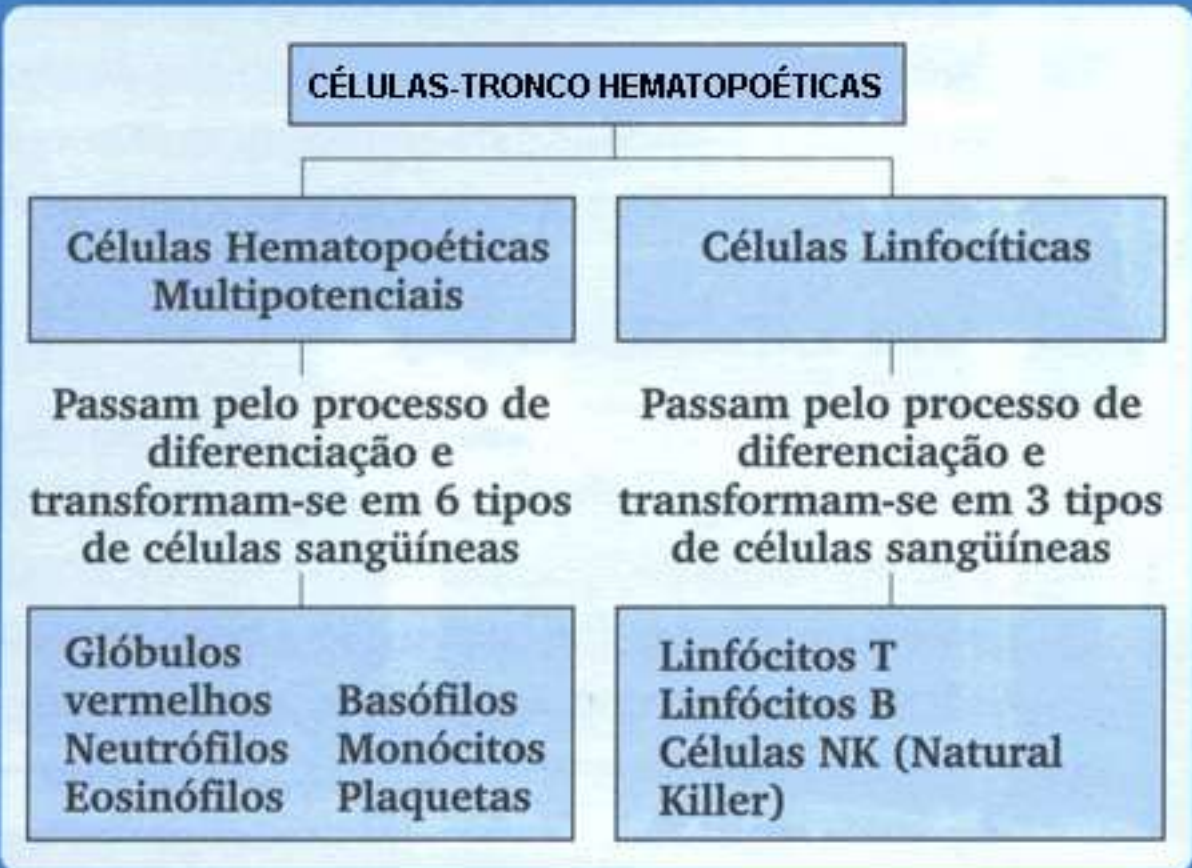 CÉLULAS-TRONCO HEMATOPOÉTICAS
Células Hematopoéticas
Multipotenciais
Passam pelo processo de
diferenciação e
transformam-se em 6 tipos
de células sangüíneas
Glóbulos
vermelhos
Neutrófilos
Eosinófilos
Basófilos
Monócitos
Plaquetas
Células Linfocíticas
Passam pelo processo de
diferenciação e
transformam-se em 3 tipos
de células sangüíneas
Linfócitos T
Linfócitos B
Células NK (Natural
Killer)